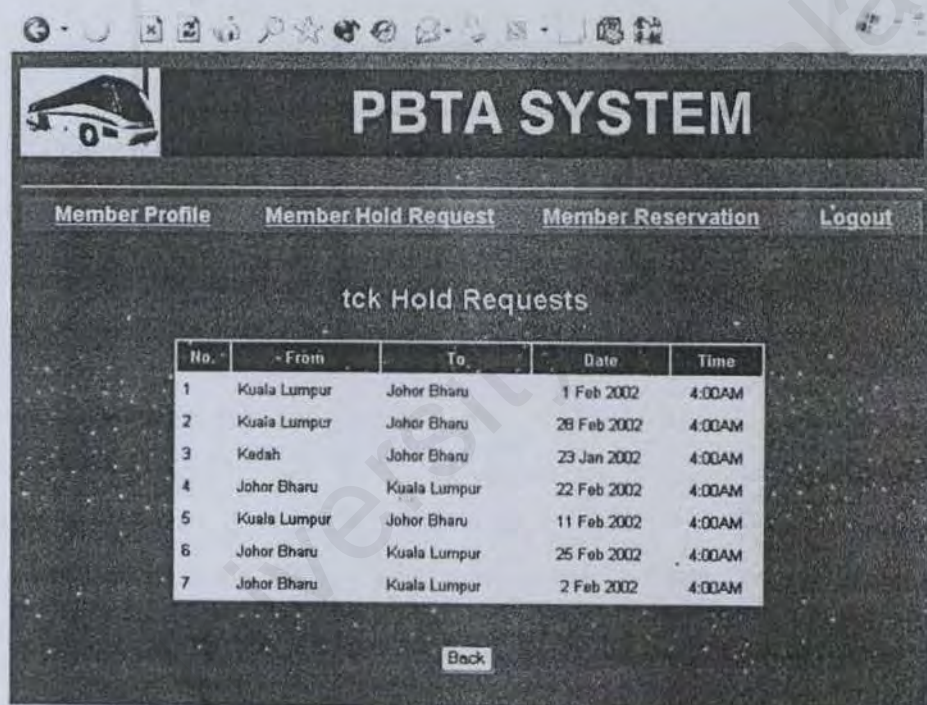 PBTA SYSTEM
Member Profile Member Hold Request Member Reservation Logout
tck Hold Requests
No. From To Date Time
1 Kuala Lumpur Johor Bharu 1 Feb 2002 4:00AM
2 Kuala Lumpur Johor Bharu 28 Feb 2002 4:00AM
3 Kedah Johor Bharu 23 Jan 2002 4:00AM
4 Johor Bharu Kuala Lumpur 22 Feb 2002 4:00AM
5 Kuala Lumpur Johor Bharu 11 Feb 2002 4:00AM
6 Johor Bharu Kuala Lumpur 25 Feb 2002 4:00AM
7 Johor Bharu Kuala Lumpur 2 Feb 2002 4:00AM
Back